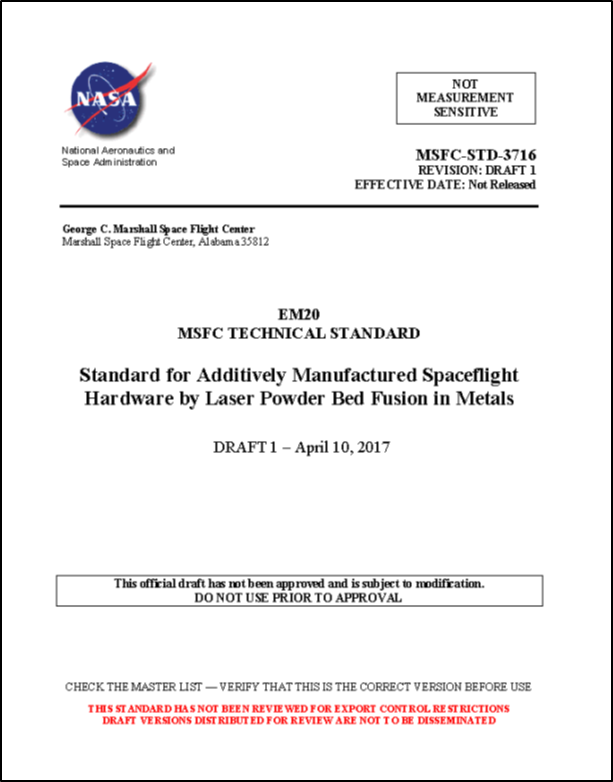 NASA
National Aeronautics and
Space Administration
NOT
MEASUREMENT
SENSITIVE
MSFC-STD-3716
REVISION: DRAFT 1
EFFECTIVE DATE: Not Released
George C. Marshall Space Flight Center
Marshall Space Flight Center, Alabama 35812
EM20
MSFC TECHNICAL STANDARD
Standard for Additively Manufactured Spaceflight
Hardware by Laser Powder Bed Fusion in Metals
DRAFT 1 – April 10, 2017
This official draft has not been approved and is subject to modification.
DO NOT USE PRIOR TO APPROVAL
CHECK THE MASTER LIST — VERIFY THAT THIS IS THE CORRECT VERSION BEFORE USE
THIS STANDARD HAS NOT BEEN REVIEWED FOR EXPORT CONTROL RESTRICTIONS
DRAFT VERSIONS DISTRIBUTED FOR REVIEW ARE NOT TO BE DISSEMINATED